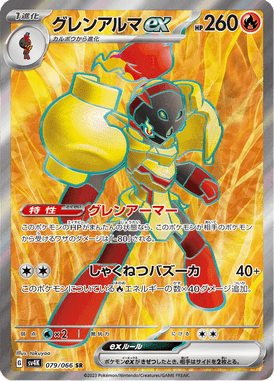 1進化
グレンアルマex
HP260
カルボウから進化
特性 グレンアーマー
このポケモンのHPがまんたんの状態なら、このポケモンが相手のポケモン
から受けるワザのダメージは「-80」される。
しゃくねつバズーカ 40+
このポケモンについているエネルギーの数×40ダメージ追加。
弱点 ×2 抵抗力 にげる
exルール
ポケモンexがきぜつしたとき、相手はサイドを2枚とる。
Illus. takuyoa
SV4K 079/066 SR
©2023 Pokémon/Nintendo/Creatures/GAME FREAK.